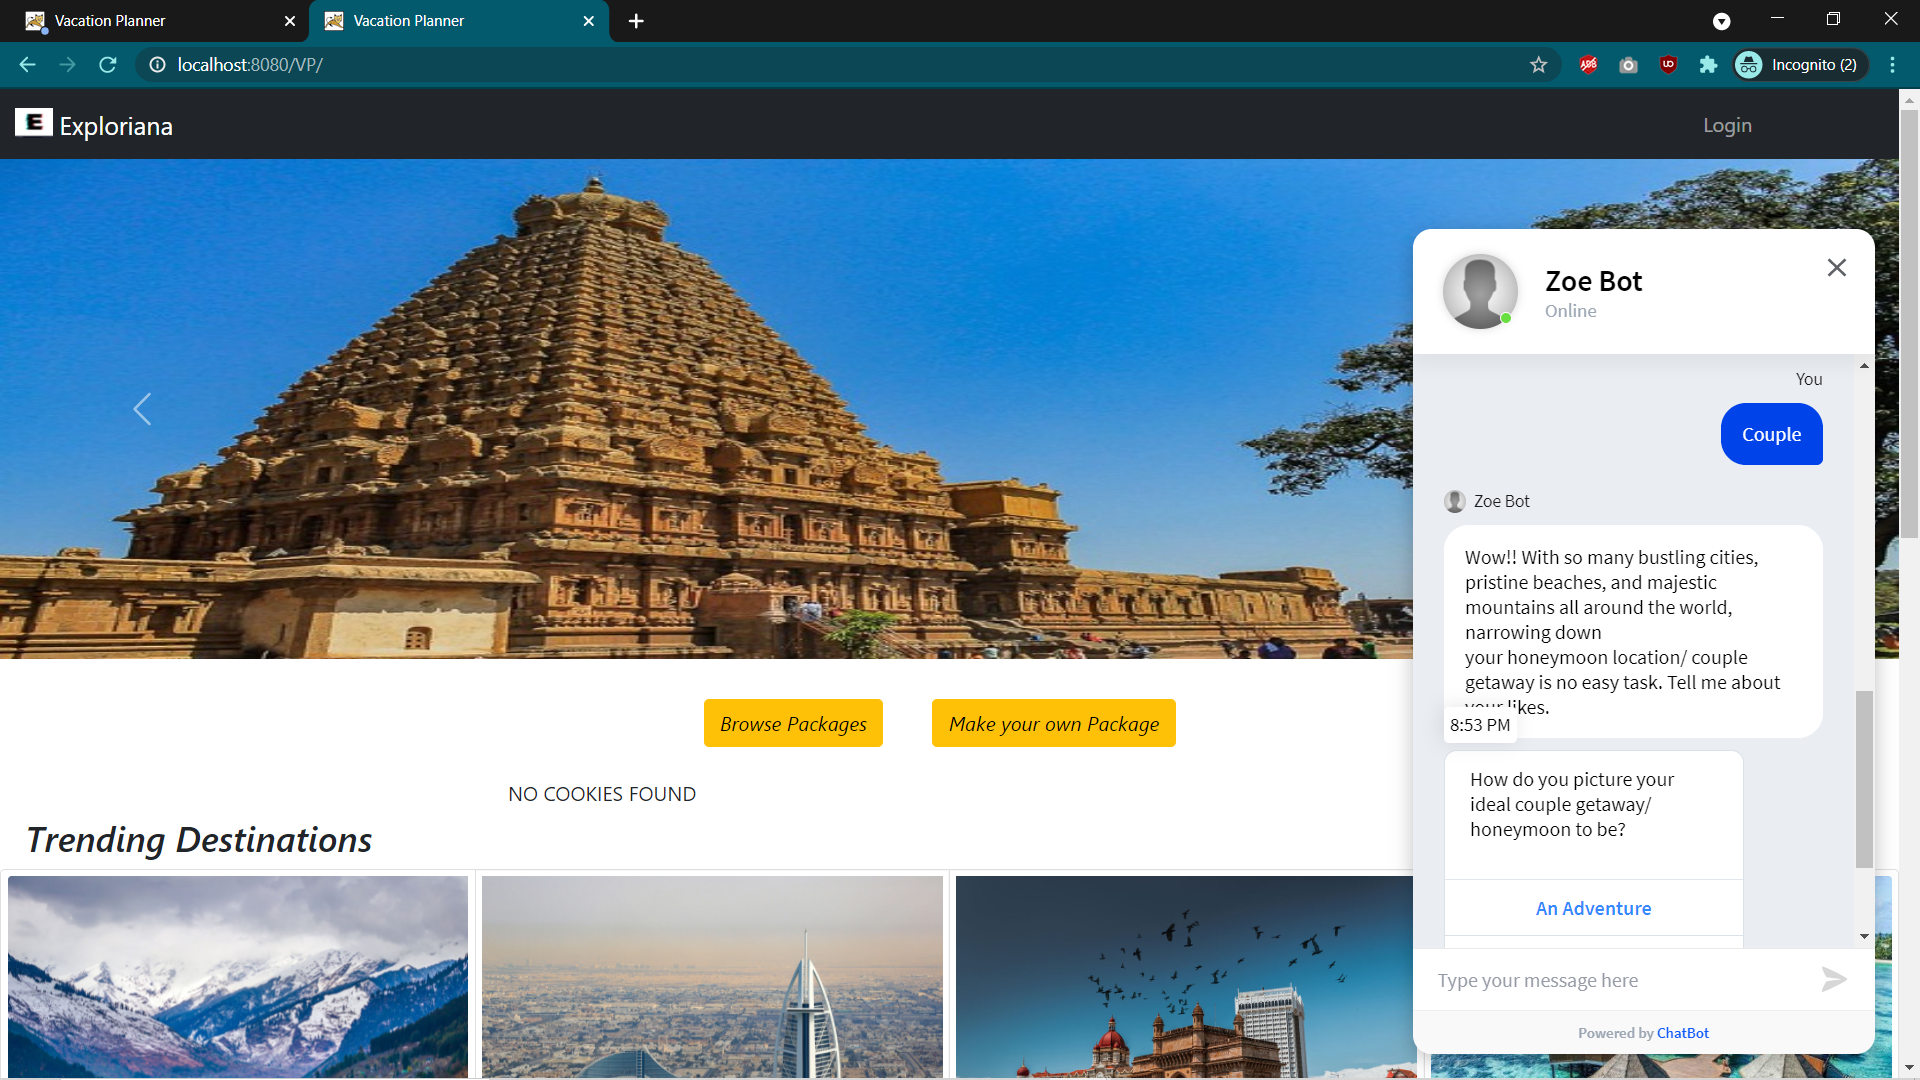 Vacation Planner
Vacation Planner
localhost:8080/VP/
ABP
UO
Incognito (2)
E Exploriana
Login
Zoe Bot
Online
You
Couple
Zoe Bot
Wow!! With so many bustling cities,
pristine beaches, and majestic
mountains all around the world,
narrowing down
your honeymoon location/ couple
getaway is no easy task. Tell me about
your likes.
8:53 PM
How do you picture your
ideal couple getaway/
honeymoon to be?
An Adventure
Type your message here
Powered by ChatBot
Browse Packages
Make your own Package
NO COOKIES FOUND
Trending Destinations